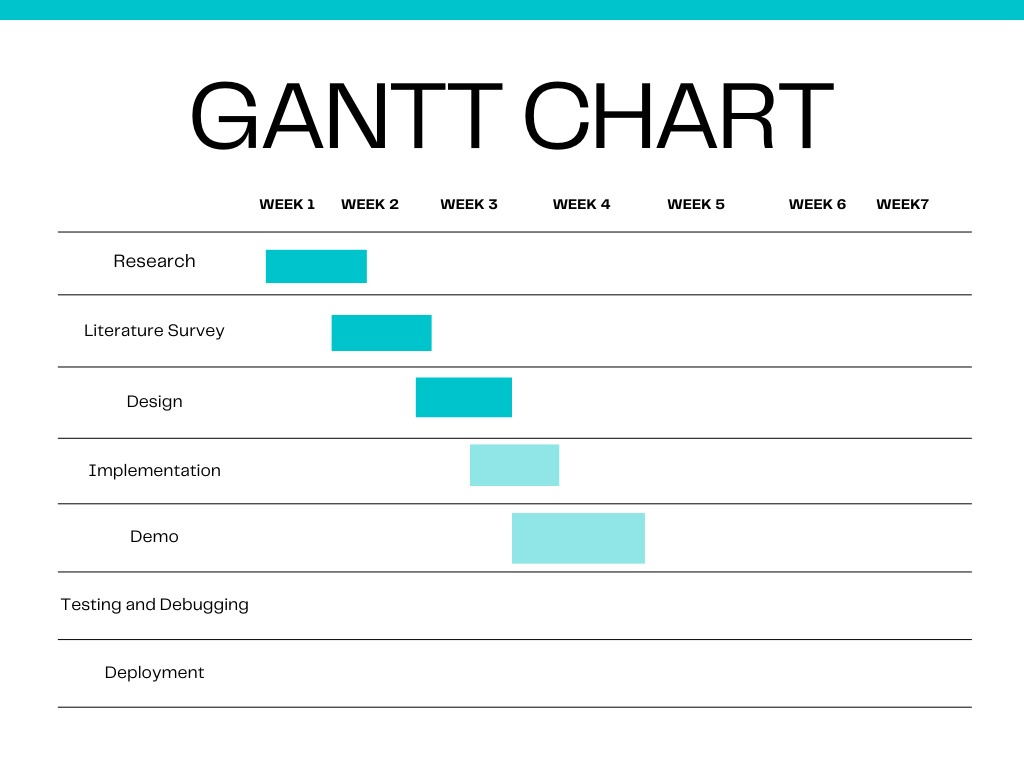 GANTT CHART
WEEK 1 WEEK 2 WEEK 3 WEEK 4 WEEK 5 WEEK 6 WEEK7
Research
Literature Survey
Design
Implementation
Demo
Testing and Debugging
Deployment